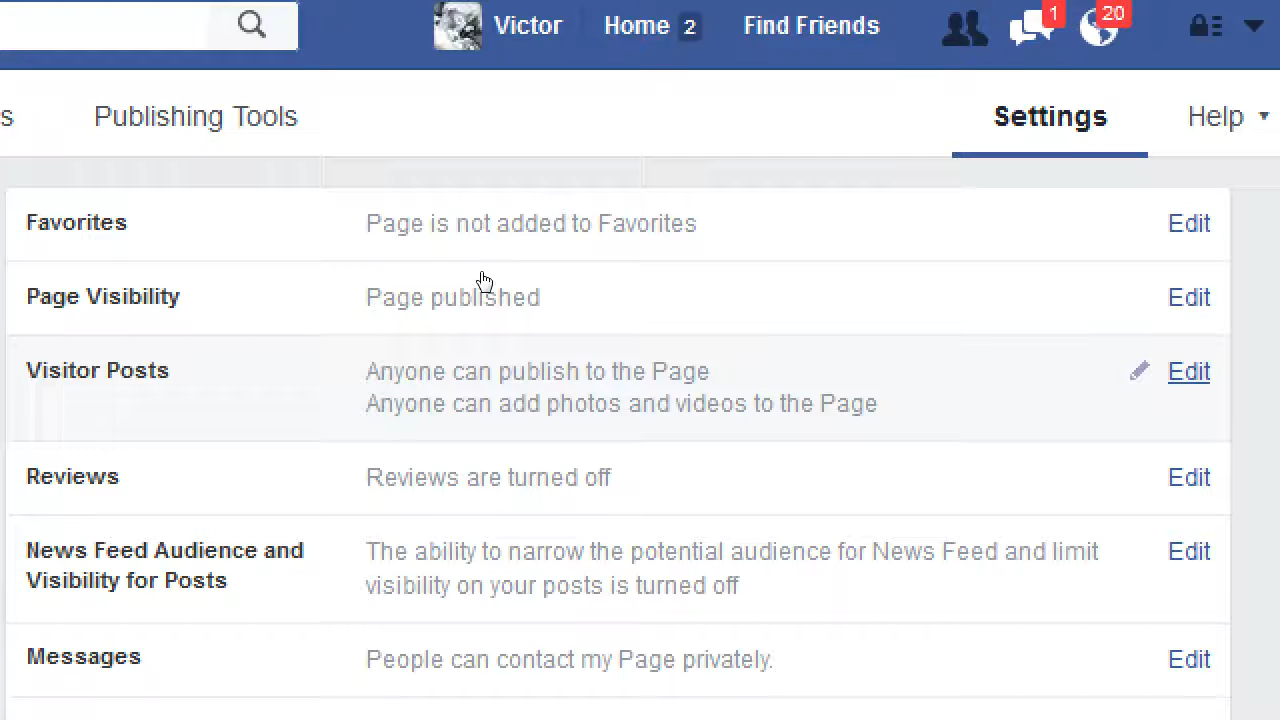 Victor Home 2 Find Friends 1 20
s Publishing Tools Settings Help
Favorites Page is not added to Favorites Edit
Page Visibility Page published Edit
Visitor Posts Anyone can publish to the Page Edit
Anyone can add photos and videos to the Page
Reviews Reviews are turned off Edit
News Feed Audience and The ability to narrow the potential audience for News Feed and limit Edit
Visibility for Posts visibility on your posts is turned off
Messages People can contact my Page privately. Edit